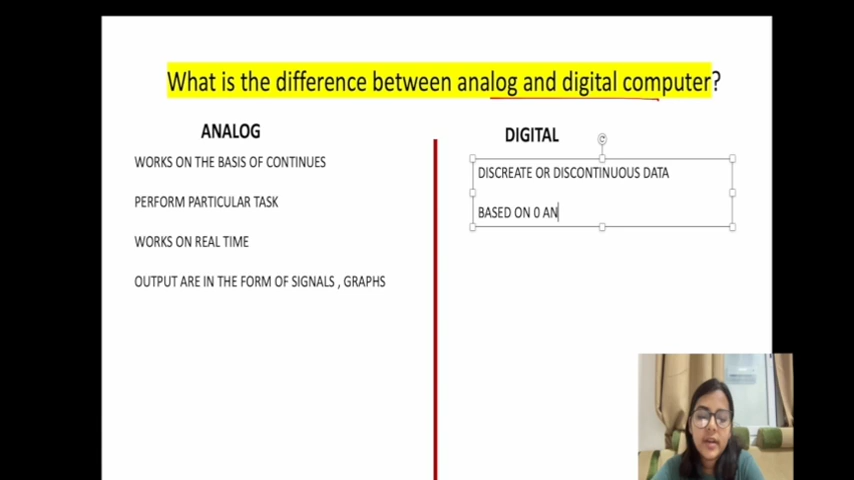 What is the difference between analog and digital computer?
ANALOG
WORKS ON THE BASIS OF CONTINUES
PERFORM PARTICULAR TASK
WORKS ON REAL TIME
OUTPUT ARE IN THE FORM OF SIGNALS , GRAPHS
DIGITAL
DISCREATE OR DISCONTINUOUS DATA
BASED ON 0 AN